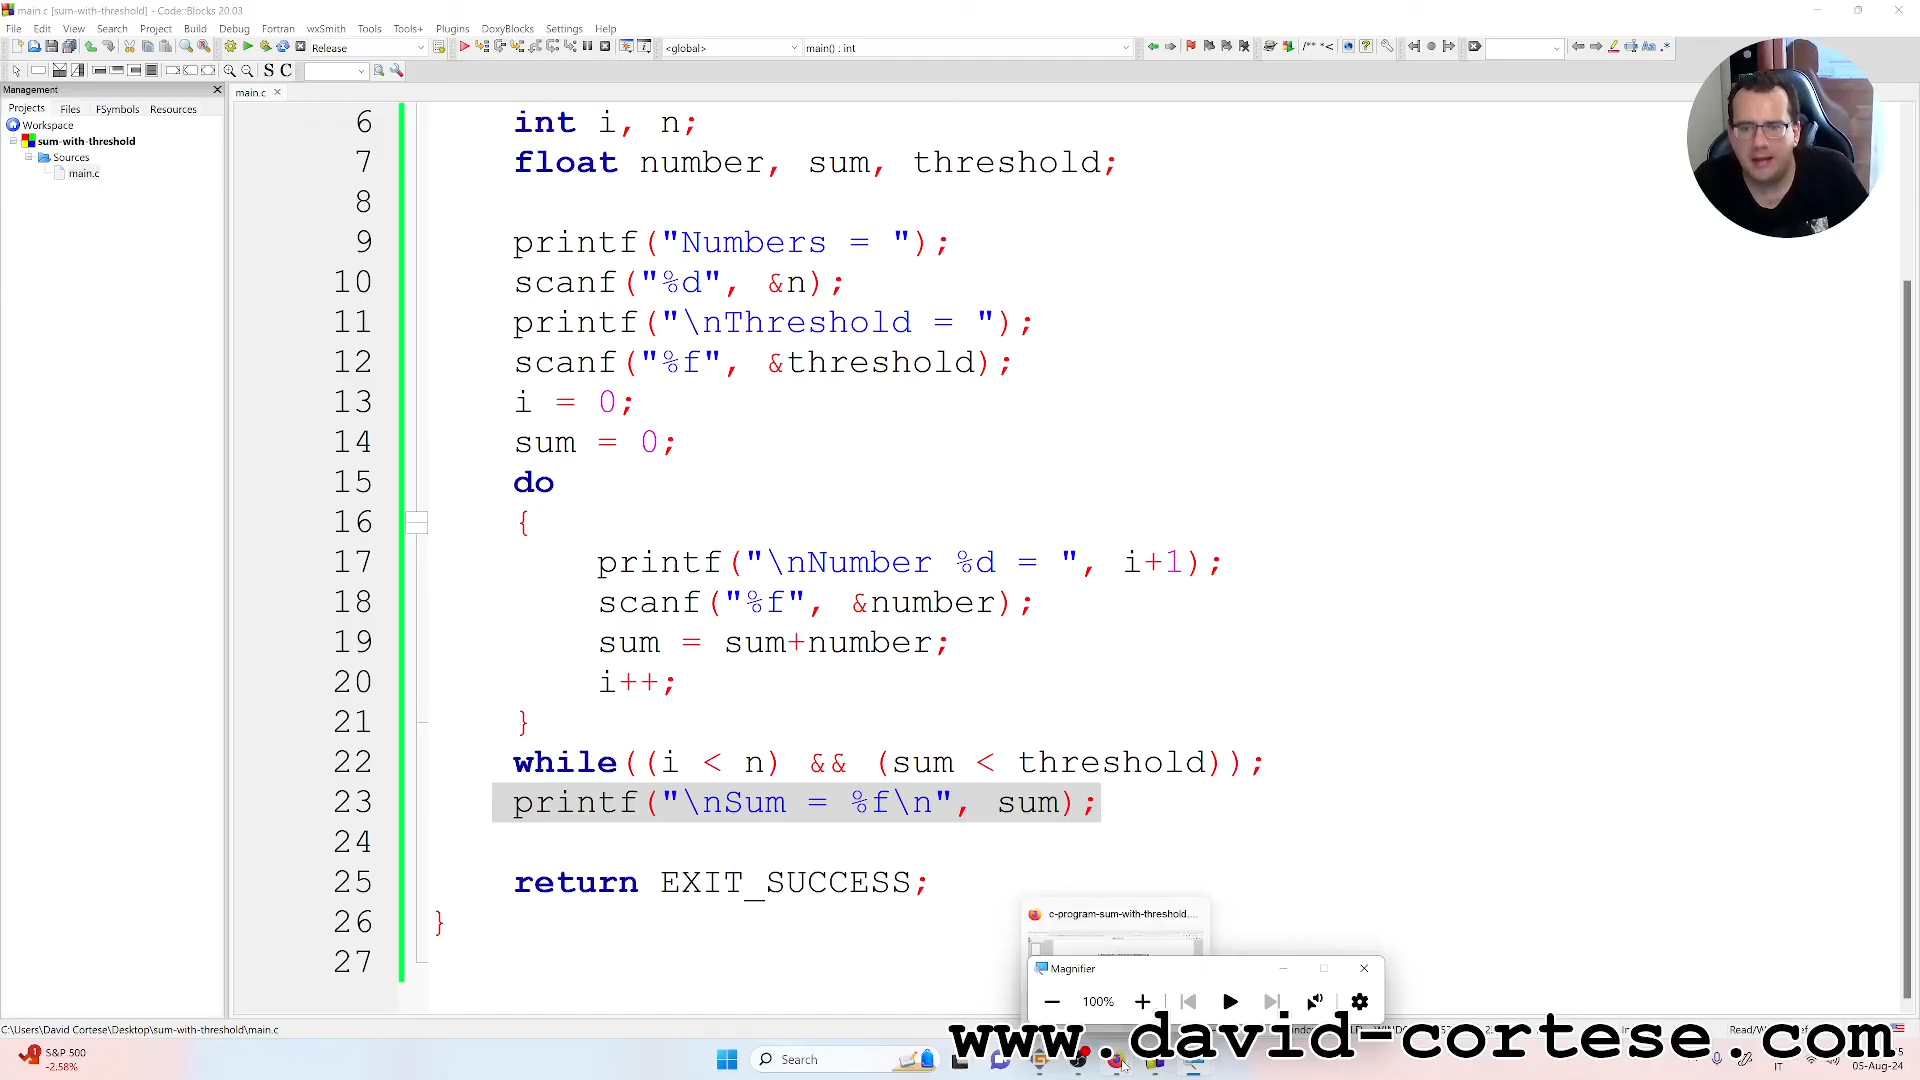 main.c [sum-with-threshold] - Code::Blocks 20.03
File Edit View Search Project Build Debug Fortran wxSmith Tools Tools+ Plugins DoxyBlocks Settings Help
Release
<global>
main() : int
/** *<
Aa
.*
S C
Management
main.c
Projects Files FSymbols Resources
Workspace
sum-with-threshold
Sources
main.c
6 int i, n;
7 float number, sum, threshold;
8
9 printf("Numbers = ");
10 scanf("%d", &n);
11 printf("\nThreshold = ");
12 scanf("%f", &threshold);
13 i = 0;
14 sum = 0;
15 do
16 {
17 printf("\nNumber %d = ", i+1);
18 scanf("%f", &number);
19 sum = sum+number;
20 i++;
21 }
22 while((i < n) && (sum < threshold));
23 printf("\nSum = %f\n", sum);
24
25 return EXIT_SUCCESS;
26 }
27
c-program-sum-with-threshold....
Magnifier
100%
C:\Users\David Cortese\Desktop\sum-with-threshold\main.c
www.david-cortese.com
S&P 500
-2.58%
Search
IT
05-Aug-24